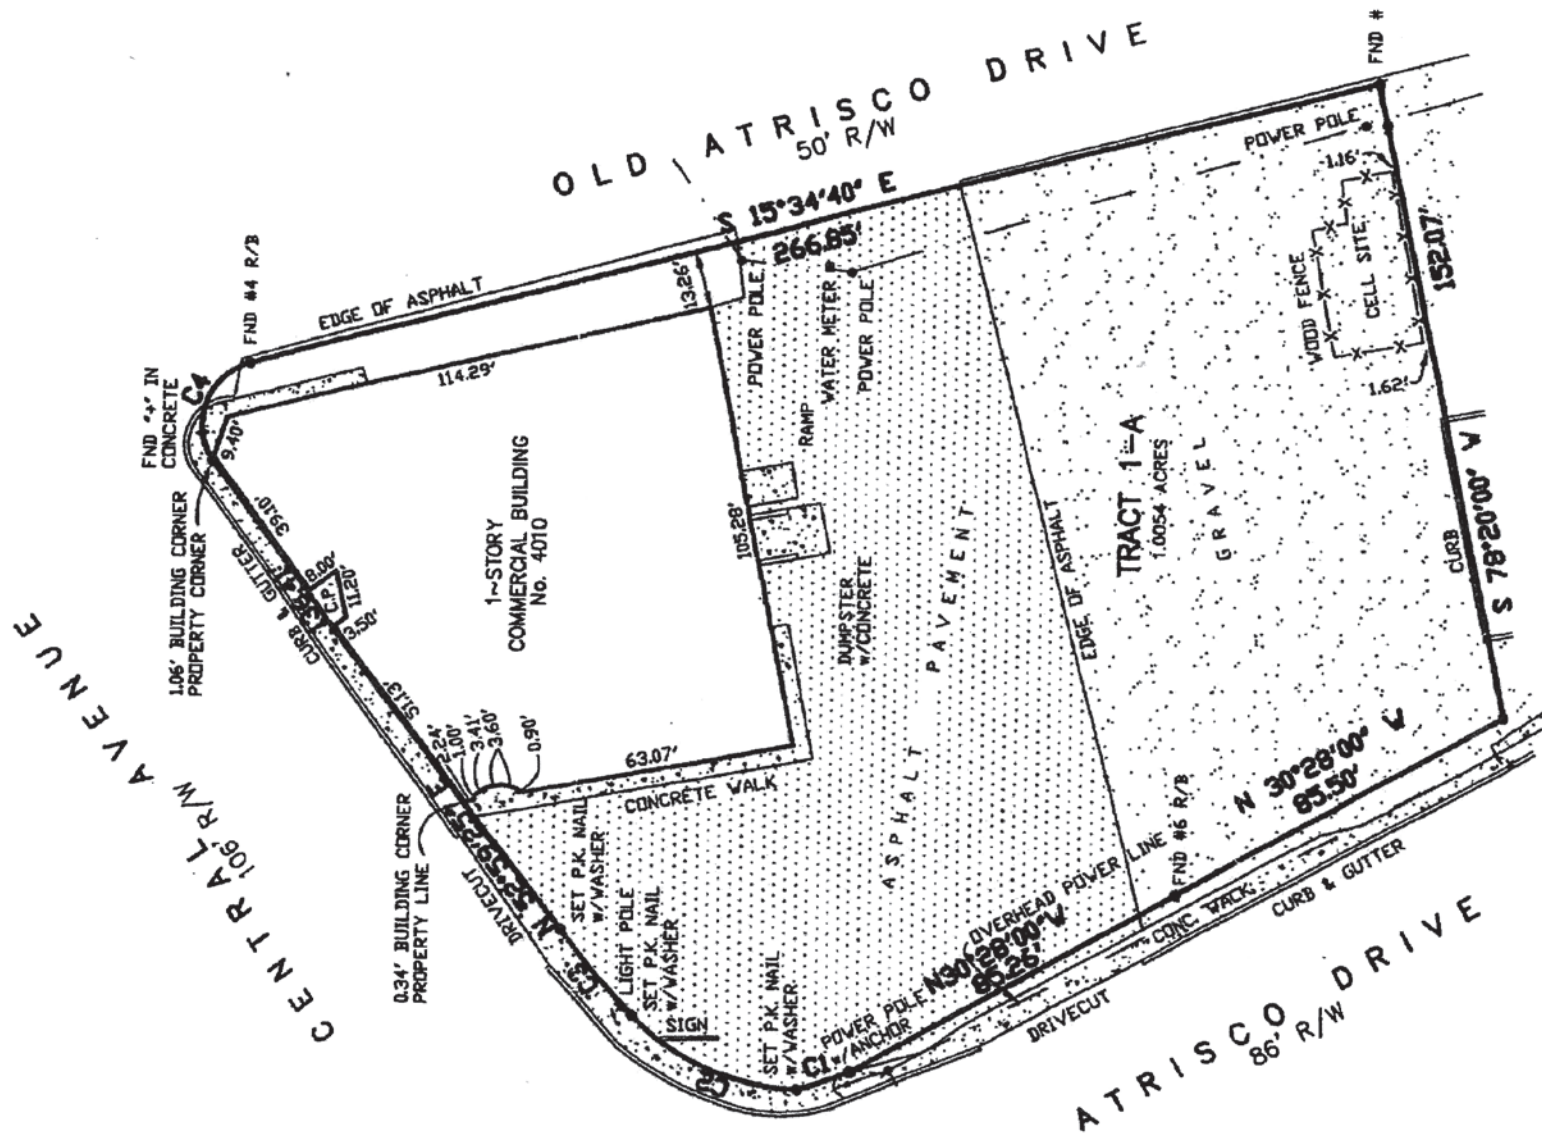 OLD ATRISCO DRIVE
50' R/W
FND #
POWER POLE
1.16'
S 15°34'40" E
266.85'
FND #4 R/B
EDGE OF ASPHALT
13.26'
C4
FND "+" IN
CONCRETE
9.40'
114.29'
POWER POLE
WATER METER
POWER POLE
WOOD FENCE
CELL SITE
152.07'
1.62'
1.06' BUILDING CORNER
PROPERTY CORNER
39.10'
CURB & GUTTER
8.00'
C.P.
11.20'
3.50'
1~STORY
COMMERCIAL BUILDING
No. 4010
105.28'
RAMP
DUMPSTER
w/CONCRETE
ASPHALT PAVEMENT
EDGE OF ASPHALT
TRACT 1-A
1.0054 ACRES
GRAVEL
CURB
S 78°20'00" W
CENTRAL AVENUE
106' R/W
51.13'
2.24'
1.00'
3.41'
3.60'
0.90'
63.07'
CONCRETE WALK
0.34' BUILDING CORNER
PROPERTY LINE
DRIVECUT
SET P.K. NAIL
w/WASHER
C3
LIGHT POLE
SET P.K. NAIL
w/WASHER
SIGN
C2
SET P.K. NAIL
w/WASHER
C1
POWER POLE
w/ANCHOR
N30°28'00"W
85.26'
OVERHEAD POWER LINE
FND #6 R/B
N 30°28'00" W
85.50'
CONC. WALK
CURB & GUTTER
DRIVECUT
ATRISCO DRIVE
86' R/W